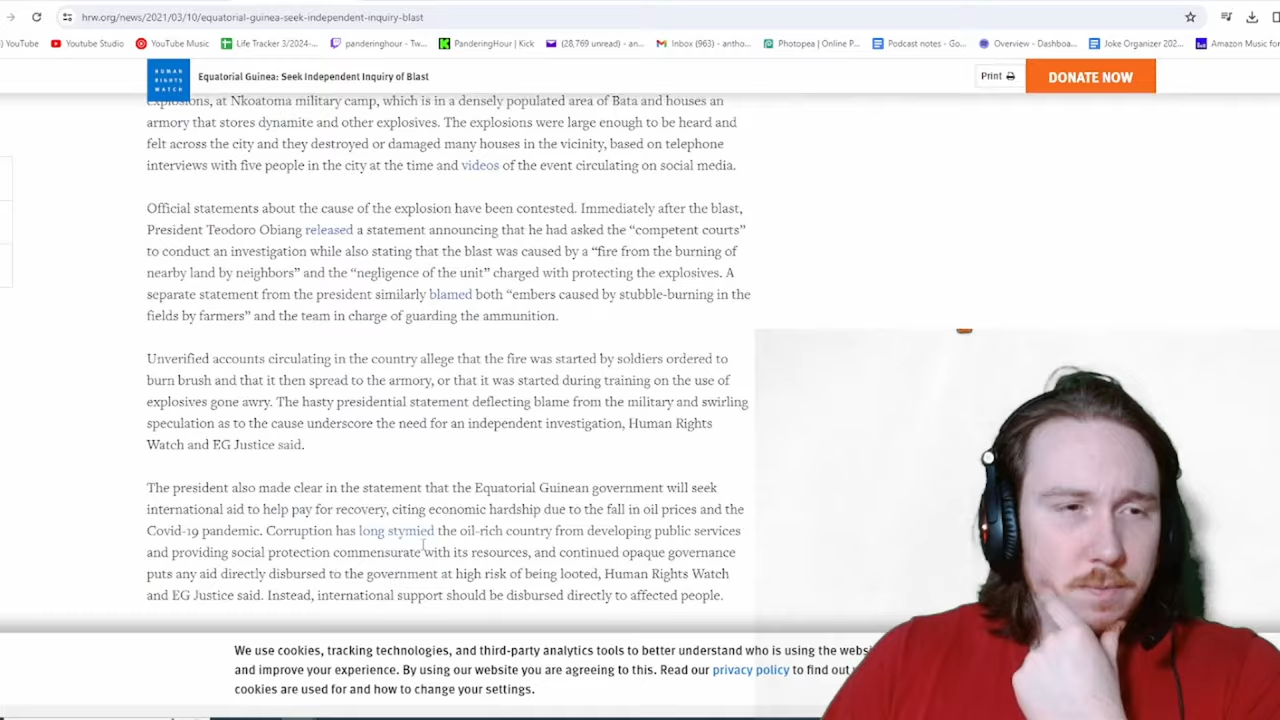 hrw.org/news/2021/03/10/equatorial-guinea-seek-independent-inquiry-blast
YouTube YouTube Studio YouTube Music Life Tracker 3/2024-... panderinghour - Tw... PanderingHour | Kick (28,769 unread) - an... Inbox (963) - antho... Photopea | Online P... Podcast notes - Go... Overview - Dashboa... Joke Organizer 202... Amazon Music fo
HUMAN
RIGHTS
WATCH
Equatorial Guinea: Seek Independent Inquiry of Blast
Print
DONATE NOW
explosions, at Nkoatoma military camp, which is in a densely populated area of Bata and houses an
armory that stores dynamite and other explosives. The explosions were large enough to be heard and
felt across the city and they destroyed or damaged many houses in the vicinity, based on telephone
interviews with five people in the city at the time and videos of the event circulating on social media.
Official statements about the cause of the explosion have been contested. Immediately after the blast,
President Teodoro Obiang released a statement announcing that he had asked the “competent courts”
to conduct an investigation while also stating that the blast was caused by a “fire from the burning of
nearby land by neighbors” and the “negligence of the unit” charged with protecting the explosives. A
separate statement from the president similarly blamed both “embers caused by stubble-burning in the
fields by farmers” and the team in charge of guarding the ammunition.
Unverified accounts circulating in the country allege that the fire was started by soldiers ordered to
burn brush and that it then spread to the armory, or that it was started during training on the use of
explosives gone awry. The hasty presidential statement deflecting blame from the military and swirling
speculation as to the cause underscore the need for an independent investigation, Human Rights
Watch and EG Justice said.
The president also made clear in the statement that the Equatorial Guinean government will seek
international aid to help pay for recovery, citing economic hardship due to the fall in oil prices and the
Covid-19 pandemic. Corruption has long stymied the oil-rich country from developing public services
and providing social protection commensurate with its resources, and continued opaque governance
puts any aid directly disbursed to the government at high risk of being looted, Human Rights Watch
and EG Justice said. Instead, international support should be disbursed directly to affected people.
We use cookies, tracking technologies, and third-party analytics tools to better understand who is using the
and improve your experience. By using our website you are agreeing to this. Read our privacy policy to find
cookies are used for and how to change your settings.